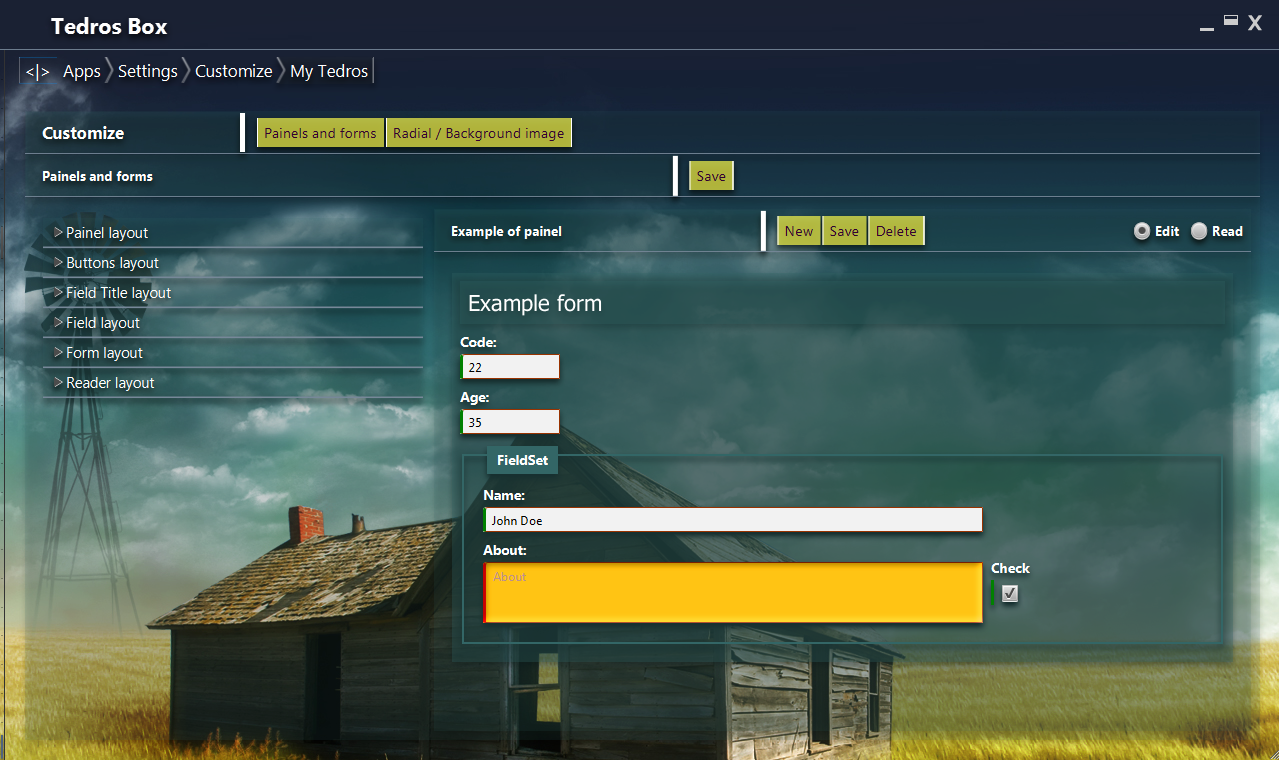 Tedros Box
<|> Apps Settings Customize My Tedros
Customize Painels and forms Radial / Background image
Painels and forms Save
Painel layout
Buttons layout
Field Title layout
Field layout
Form layout
Reader layout
Example of painel New Save Delete Edit Read
Example form
Code:
22
Age:
35
FieldSet
Name:
John Doe
About:
About
Check